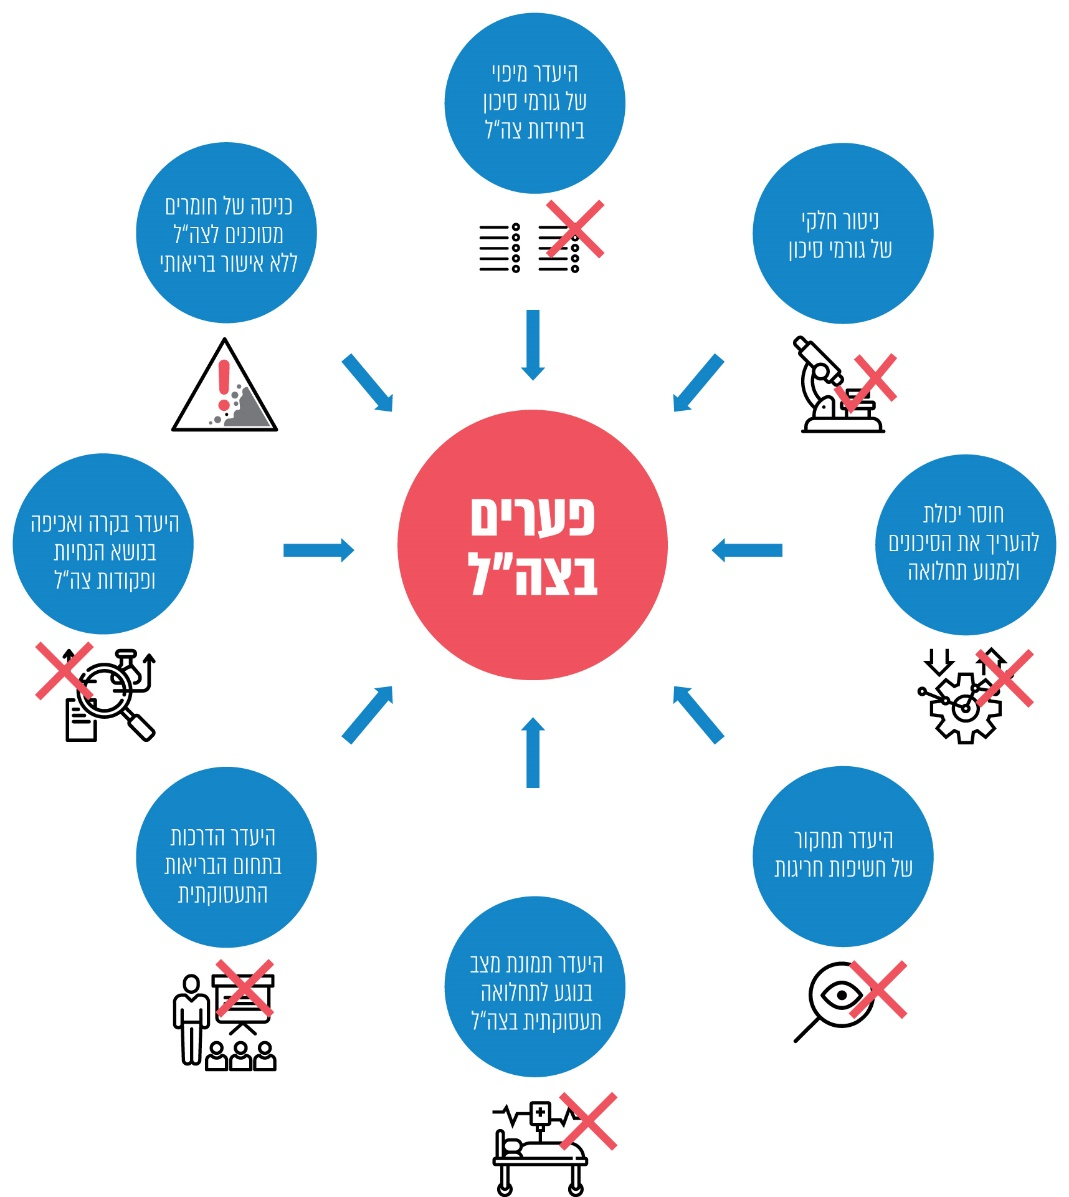 היעדר מיפוי
של גורמי סיכון
ביחידות צה"ל
ניטור חלקי
של גורמי סיכון
כניסה של חומרים
מסוכנים לצה"ל
ללא אישור בריאותי
פערים
בצה"ל
חוסר יכולת
להעריך את הסיכונים
ולמנוע תחלואה
היעדר בקרה ואכיפה
בנושא הנחיות
ופקודות צה"ל
היעדר תחקור
של חשיפות חריגות
היעדר הדרכות
בתחום הבריאות
התעסוקתית
היעדר תמונת מצב
בנוגע לתחלואה
תעסוקתית בצה"ל